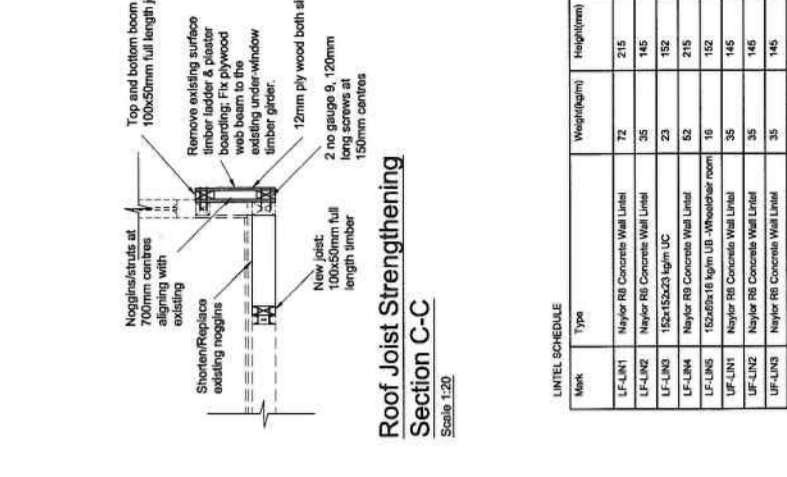 Top and bottom boom
100x50mm full length
Remove existing surface
timber ladder & plaster
boarding; Fix plywood
web beam to the
existing under-window
timber girder.
12mm ply wood both
2 no gauge 9, 120mm
long screws at
150mm centres
Noggins/struts at
700mm centres
aligning with
existing
Shorten/Replace
existing noggins
New joist:
100x50mm full
length timber
Roof Joist Strengthening
Section C-C
Scale 1:20
LINTEL SCHEDULE
Mark Type Weight(kg/m) Height(mm)
LF-LIN1 Naylor R8 Concrete Wall Lintel 72 215
LF-LIN2 Naylor R6 Concrete Wall Lintel 35 145
LF-LIN3 152x152x23 kg/m UC 23 152
LF-LIN4 Naylor R9 Concrete Wall Lintel 52 215
LF-LIN5 152x89x16 kg/m UB -Wheelchair room 16 152
UF-LIN1 Naylor R6 Concrete Wall Lintel 35 145
UF-LIN2 Naylor R6 Concrete Wall Lintel 35 145
UF-LIN3 Naylor R6 Concrete Wall Lintel 35 145